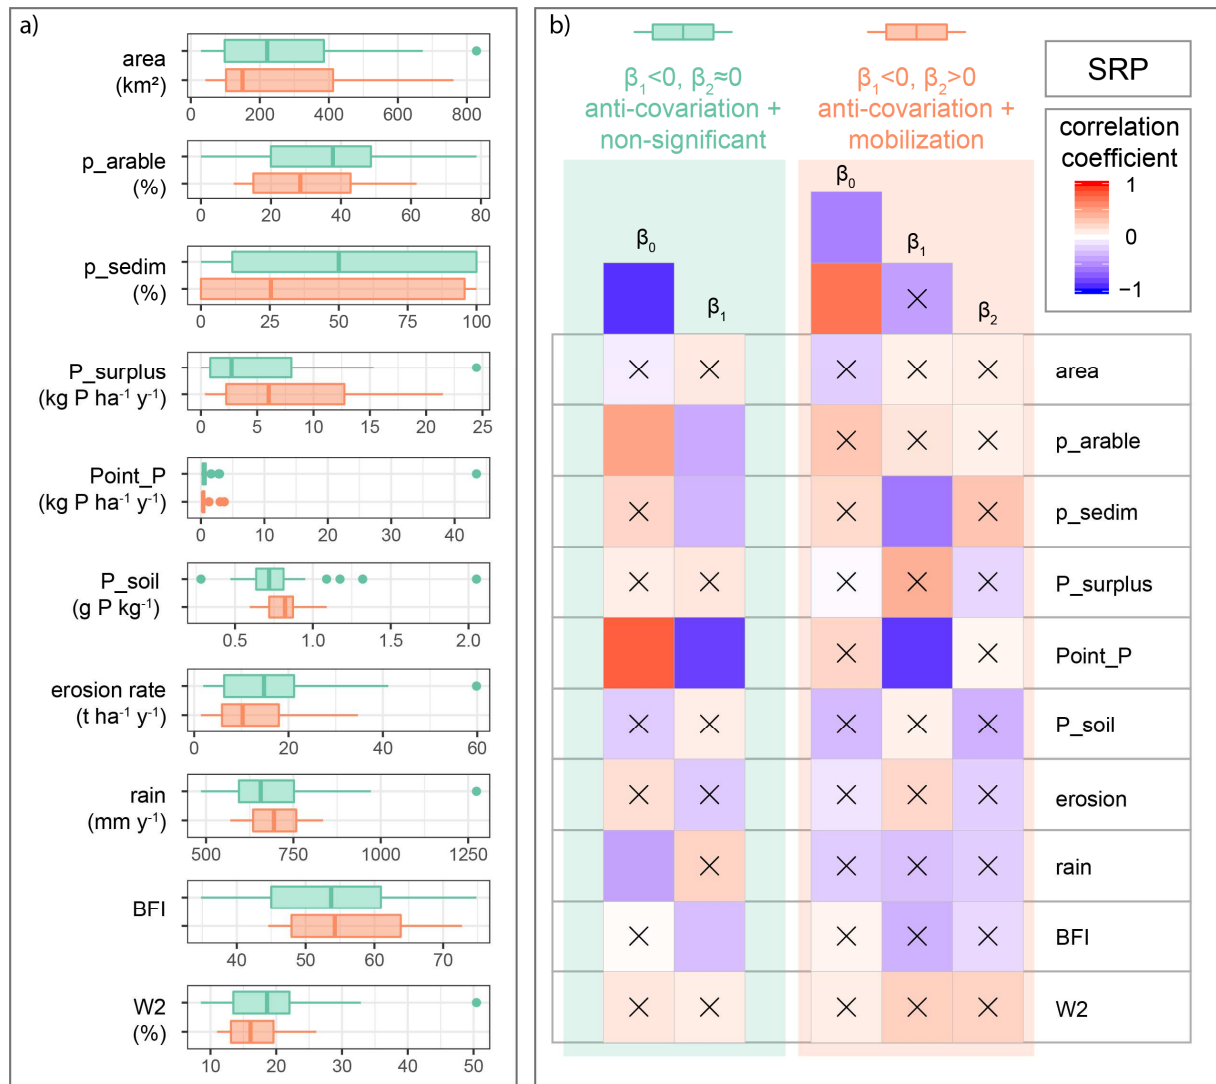 a)
area
(km²)
0 200 400 600 800
p_arable
(%)
0 20 40 60 80
p_sedim
(%)
0 25 50 75 100
P_surplus
(kg P ha⁻¹ y⁻¹)
0 5 10 15 20 25
Point_P
(kg P ha⁻¹ y⁻¹)
0 10 20 30 40
P_soil
(g P kg⁻¹)
0.5 1.0 1.5 2.0
erosion rate
(t ha⁻¹ y⁻¹)
0 20 40 60
rain
(mm y⁻¹)
500 750 1000 1250
BFI
40 50 60 70
W2
(%)
10 20 30 40 50
b)
β₁<0, β₂≈0
anti-covariation +
non-significant
β₁<0, β₂>0
anti-covariation +
mobilization
SRP
correlation
coefficient
1
0
−1
β₀
β₁
β₀
β₁
β₂
area
p_arable
p_sedim
P_surplus
Point_P
P_soil
erosion
rain
BFI
W2